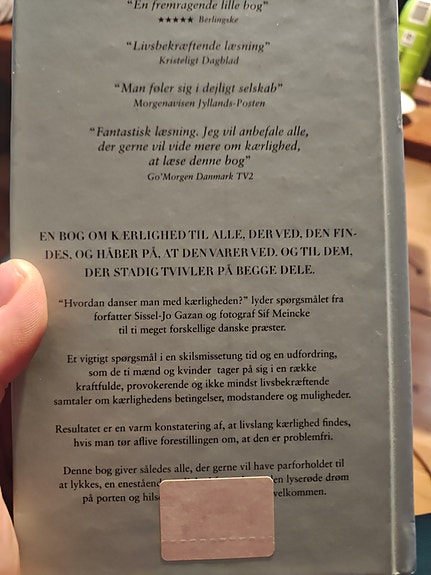 “En fremragende lille bog”
★★★★★ Berlingske
“Livsbekræftende læsning”
Kristeligt Dagblad
“Man føler sig i dejligt selskab”
Morgenavisen Jyllands-Posten
“Fantastisk læsning. Jeg vil anbefale alle,
der gerne vil vide mere om kærlighed,
at læse denne bog”
Go’Morgen Danmark TV2
EN BOG OM KÆRLIGHED TIL ALLE, DER VED, DEN FIN-
DES, OG HÅBER PÅ, AT DEN VARER VED. OG TIL DEM,
DER STADIG TVIVLER PÅ BEGGE DELE.
“Hvordan danser man med kærligheden?” lyder spørgsmålet fra
forfatter Sissel-Jo Gazan og fotograf Sif Meincke
til ti meget forskellige danske præster.
Et vigtigt spørgsmål i en skilsmissetung tid og en udfordring,
som de ti mænd og kvinder tager på sig i en række
kraftfulde, provokerende og ikke mindst livsbekræftende
samtaler om kærlighedens betingelser, modstandere og muligheder.
Resultatet er en varm konstatering af, at livslang kærlighed findes,
hvis man tør aflive forestillingen om, at den er problemfri.
Denne bog giver således alle, der gerne vil have parforholdet til
at lykkes, en enestående lyserøde drøm
på porten og velkommen.